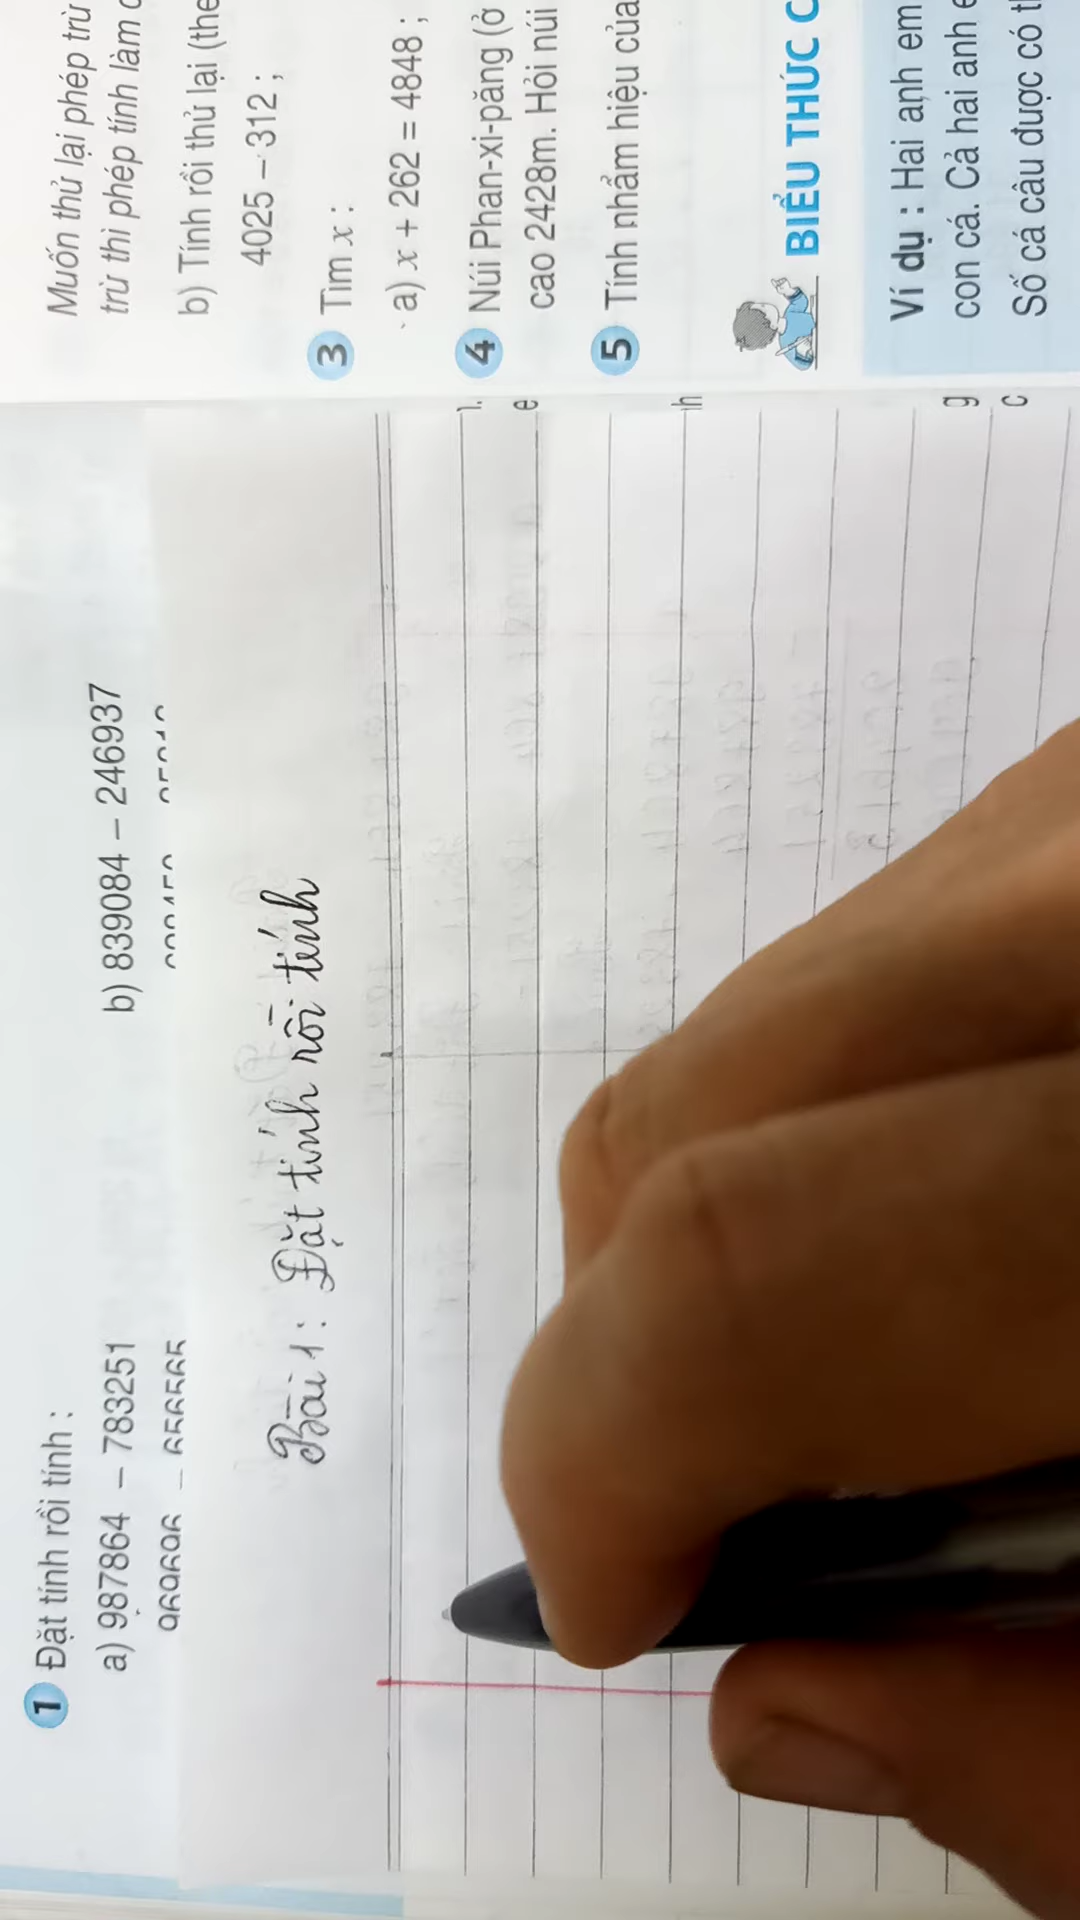 1 Đặt tính rồi tính :
a) 987864 – 783251
b) 839084 – 246937
969696 – 656565
Bài 1 : Đặt tính rồi tính
Muốn thử lại phép trừ
trừ thì phép tính làm
b) Tính rồi thử lại (the
4025 – 312 ;
3 Tìm x :
a) x + 262 = 4848 ;
4 Núi Phan-xi-păng (ở
cao 2428m. Hỏi núi
5 Tính nhẩm hiệu của
BIỂU THỨC C
Ví dụ : Hai anh em
con cá. Cả hai anh e
Số cá câu được có t